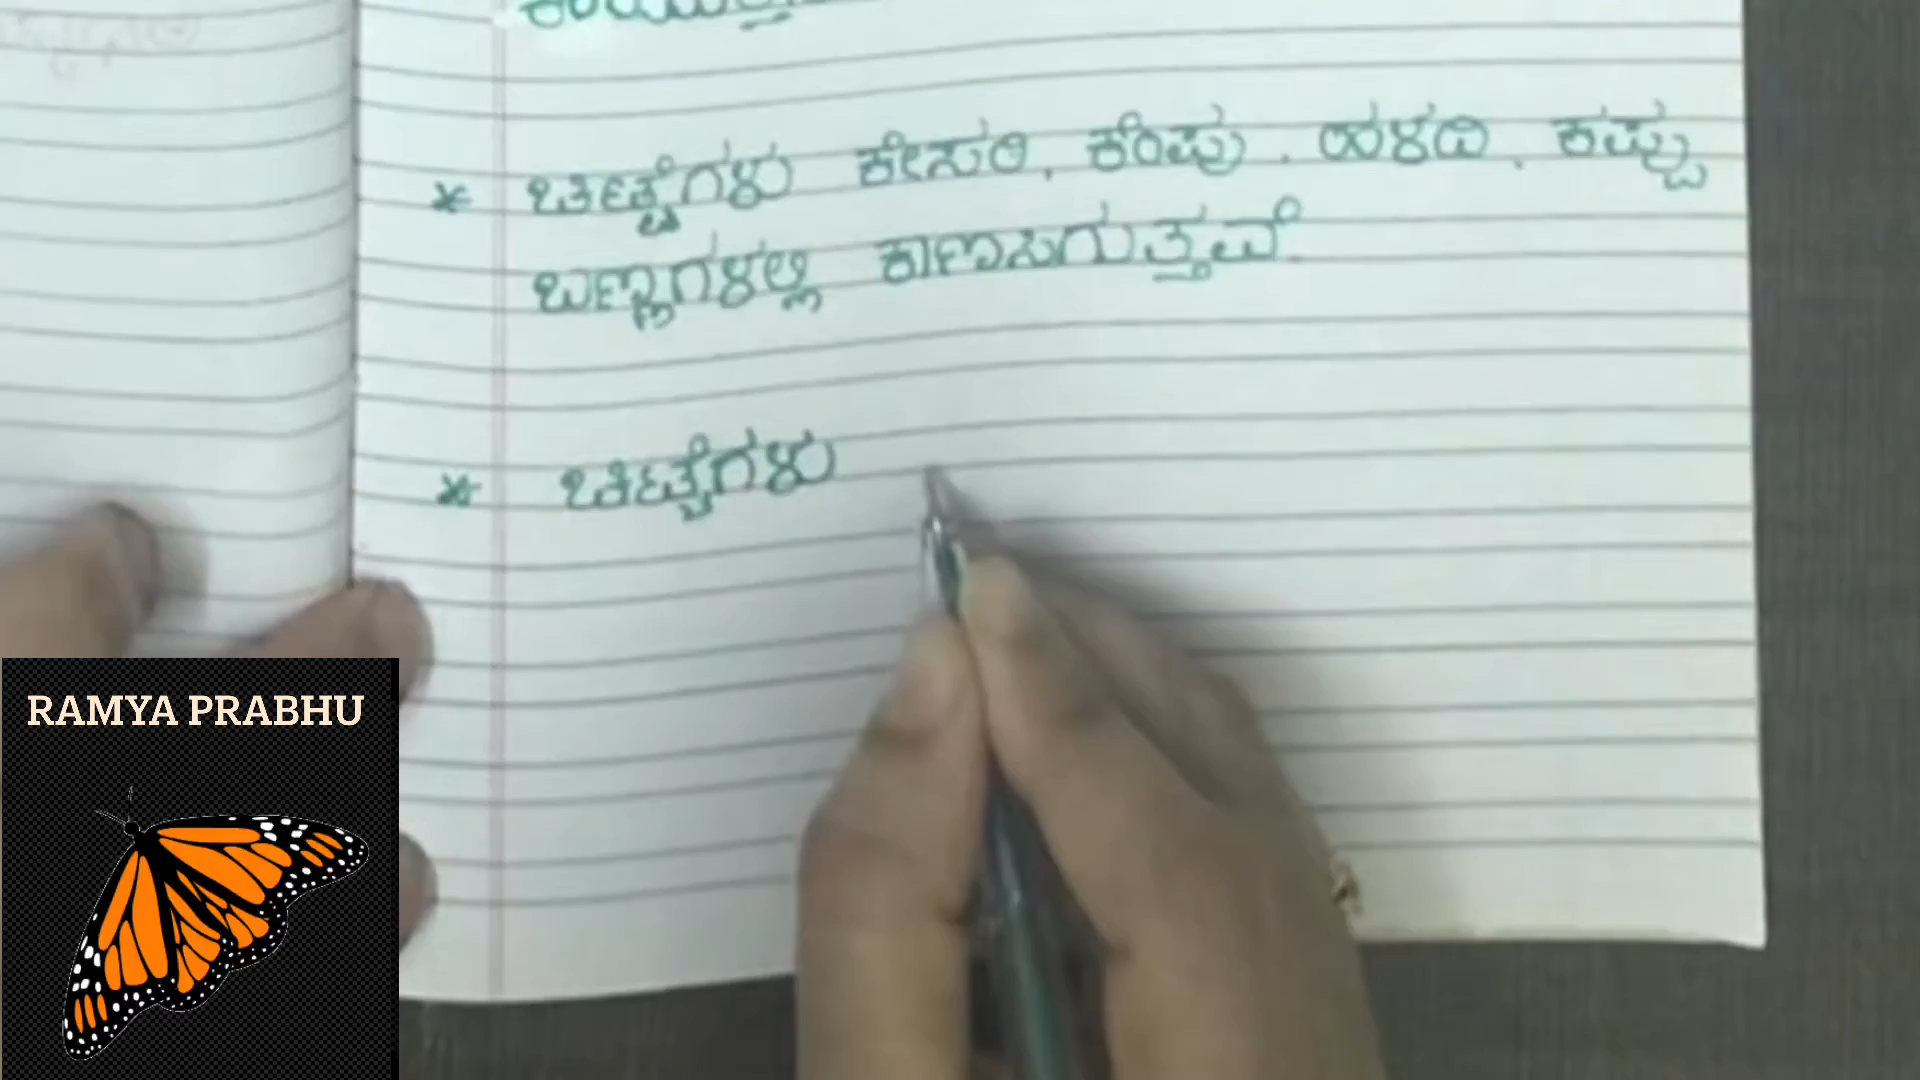 * ಚಿಟ್ಟೆಗಳು ಕೇಸರಿ, ಕೆಂಪು, ಹಳದಿ, ಕಪ್ಪು
ಬಣ್ಣಗಳಲ್ಲಿ ಕಾಣಸಿಗುತ್ತವೆ.
* ಚಿಟ್ಟೆಗಳು
RAMYA PRABHU